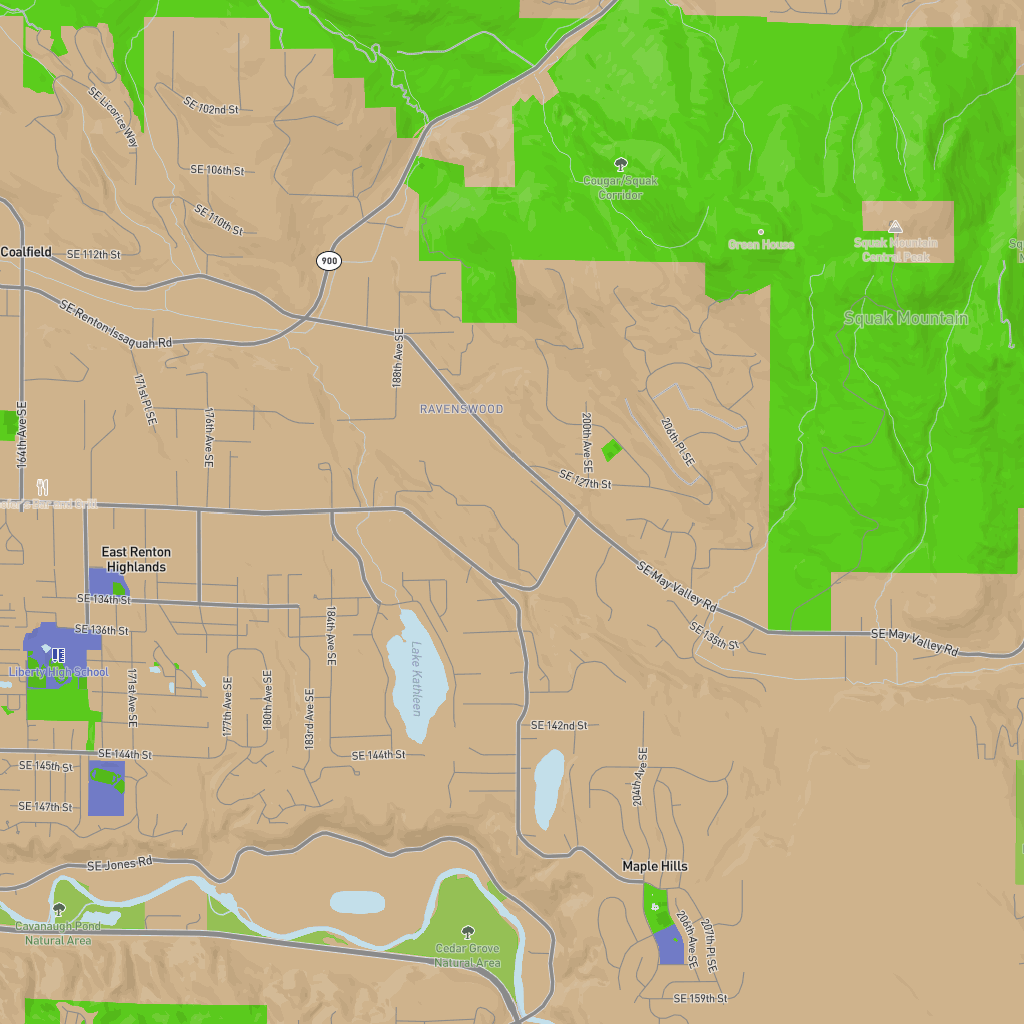 SE Licorice Way
SE 102nd St
SE 106th St
Cougar/Squak
Corridor
SE 110th St
Green House
Squak Mountain
Central Peak
Coalfield
SE 112th St
900
Squak Mountain
SE Renton Issaquah Rd
188th Ave SE
171st Pl SE
176th Ave SE
164th Ave SE
RAVENSWOOD
200th Ave SE
206th Pl SE
SE 127th St
Bar and Grill
East Renton
Highlands
SE May Valley Rd
SE 134th St
SE 136th St
184th Ave SE
SE 135th St
SE May Valley Rd
Liberty High School
Lake Kathleen
171st Ave SE
177th Ave SE
180th Ave SE
183rd Ave SE
SE 142nd St
SE 144th St
SE 144th St
SE 145th St
204th Ave SE
SE 147th St
SE Jones Rd
Maple Hills
Cavanaugh Pond
Natural Area
Cedar Grove
Natural Area
206th Ave SE
207th Pl SE
SE 159th St